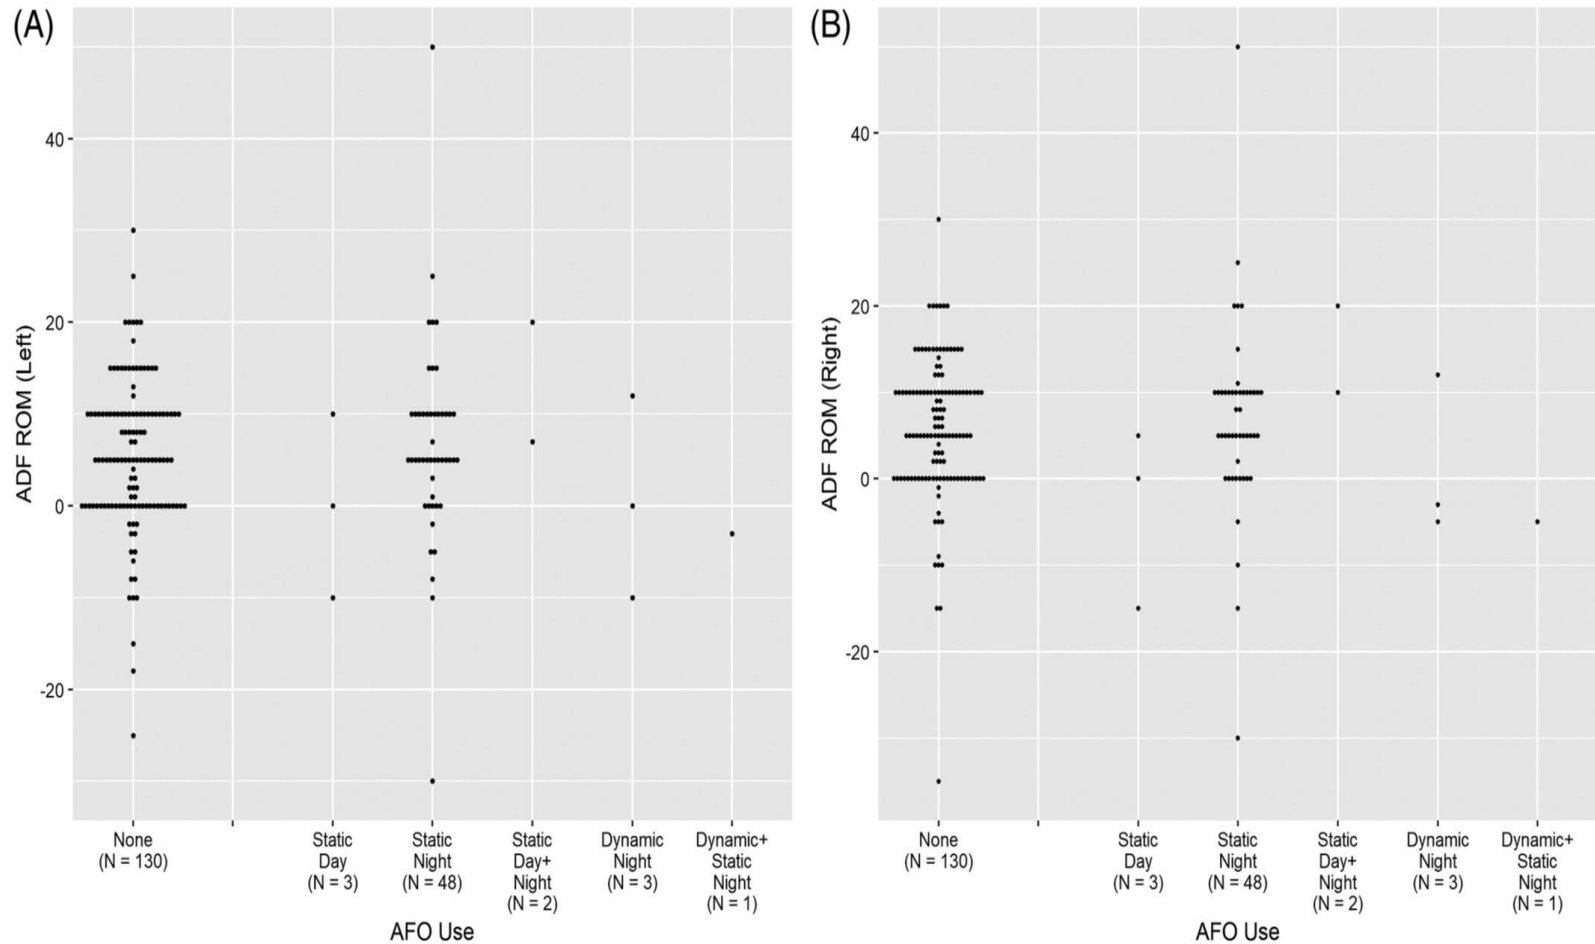 (A)
ADF ROM (Left)
40
20
0
-20
None
(N = 130)
Static
Day
(N = 3)
Static
Night
(N = 48)
Static
Day+
Night
(N = 2)
Dynamic
Night
(N = 3)
Dynamic+
Static
Night
(N = 1)
AFO Use
(B)
ADF ROM (Right)
40
20
0
-20
None
(N = 130)
Static
Day
(N = 3)
Static
Night
(N = 48)
Static
Day+
Night
(N = 2)
Dynamic
Night
(N = 3)
Dynamic+
Static
Night
(N = 1)
AFO Use